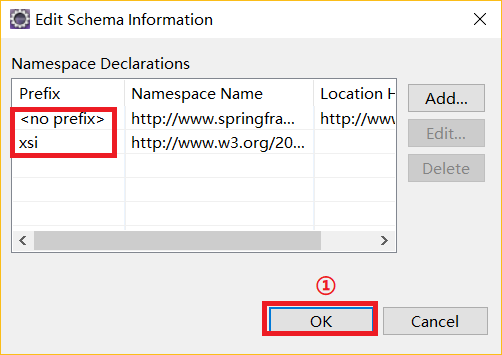 Edit Schema Information
Namespace Declarations
Prefix Namespace Name Location H
<no prefix> http://www.springfra... http://ww
xsi http://www.w3.org/20...
Add...
Edit...
Delete
①
OK Cancel